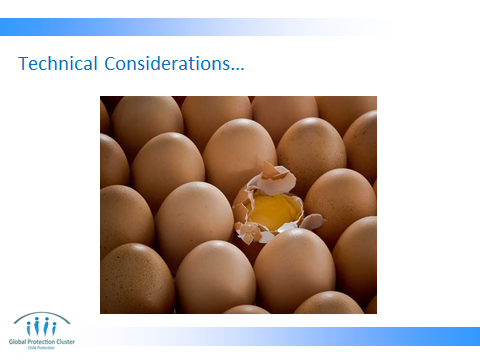 Technical Considerations...
Global Protection Cluster
Child Protection